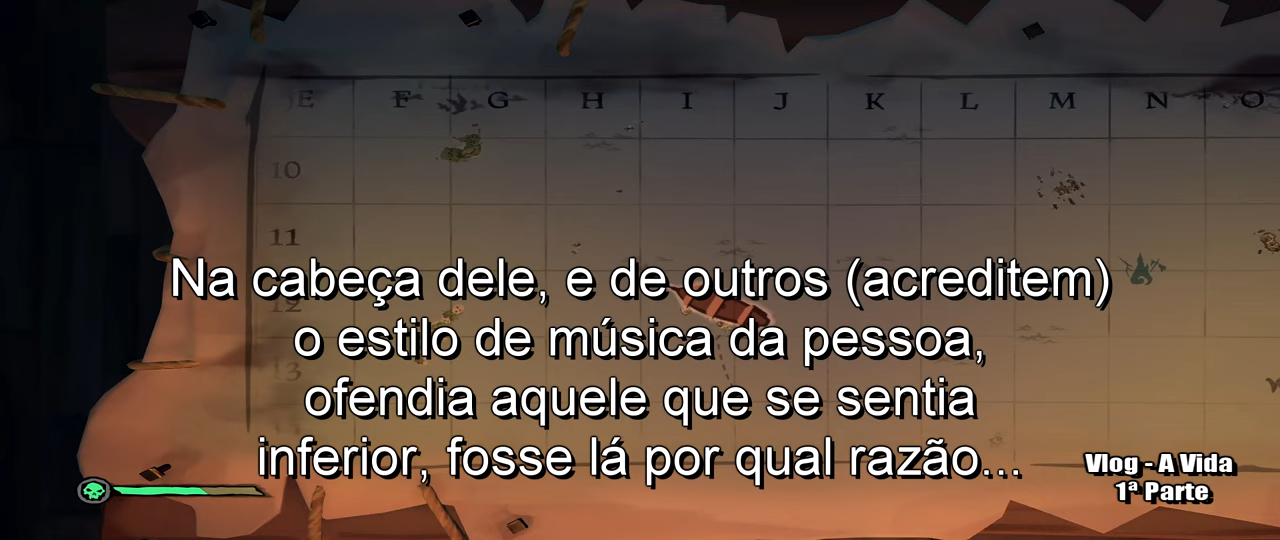 E F G H I J K L M N O
10
11
12
13
Na cabeça dele, e de outros (acreditem)
o estilo de música da pessoa,
ofendia aquele que se sentia
inferior, fosse lá por qual razão...
Vlog - A Vida
1ª Parte